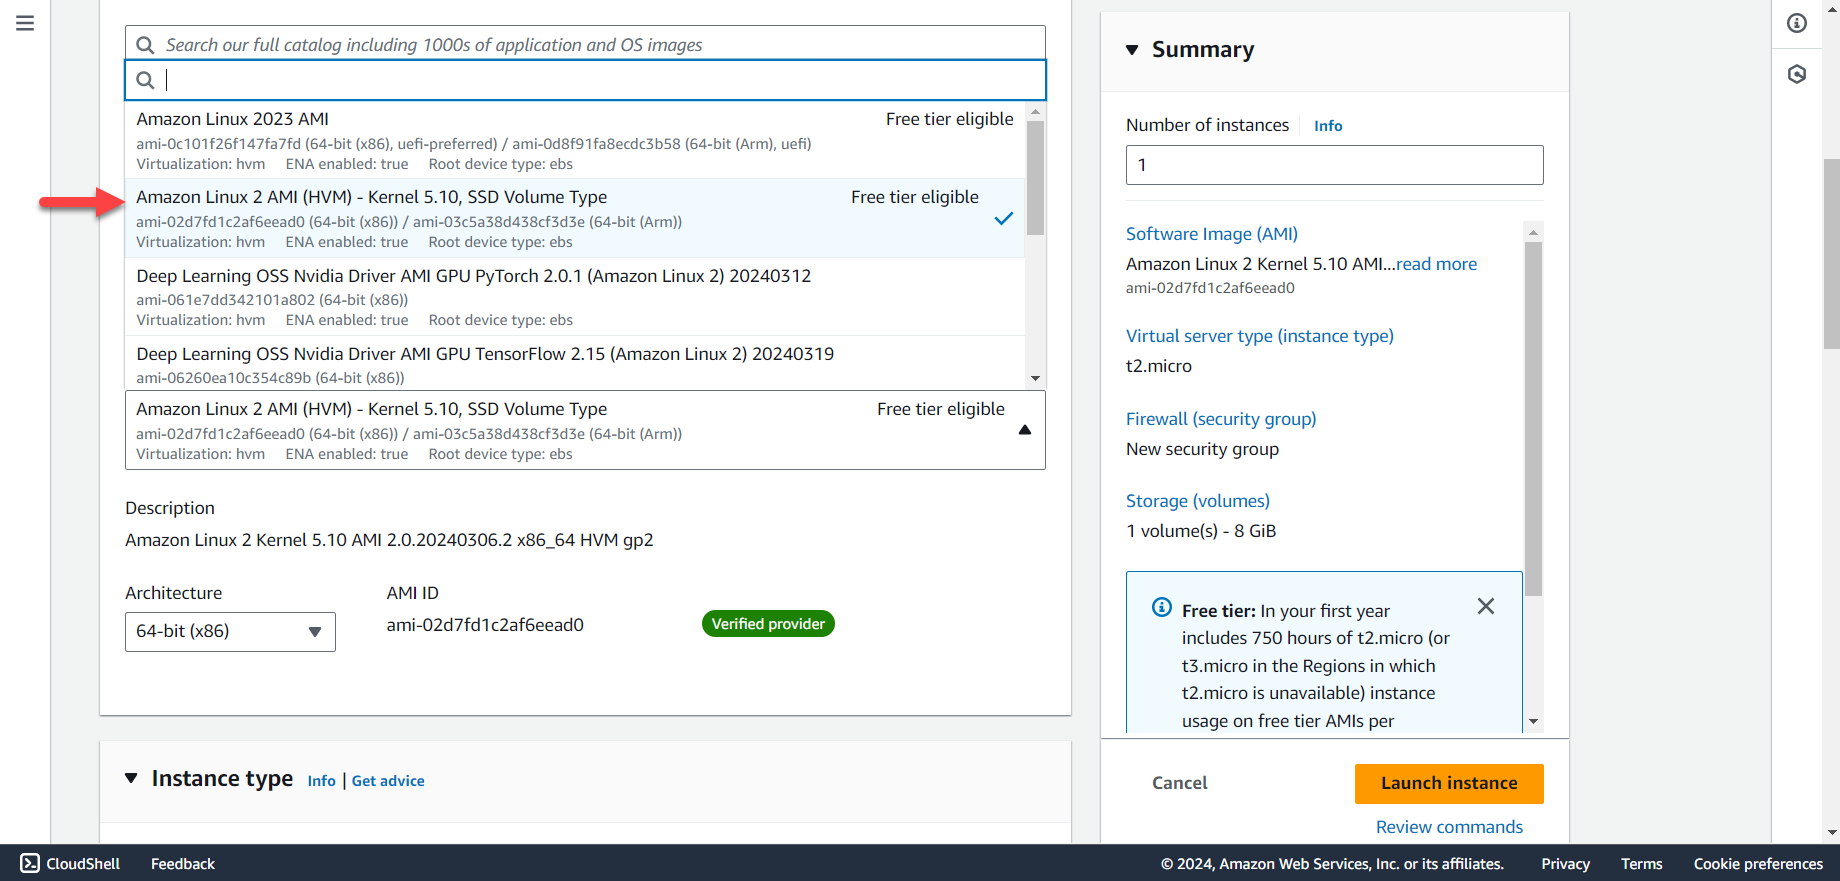 Search our full catalog including 1000s of application and OS images
Amazon Linux 2023 AMI
Free tier eligible
ami-0c101f26f147fa7fd (64-bit (x86), uefi-preferred) / ami-0d8f91fa8ecdc3b58 (64-bit (Arm), uefi)
Virtualization: hvm ENA enabled: true Root device type: ebs
Amazon Linux 2 AMI (HVM) - Kernel 5.10, SSD Volume Type
Free tier eligible
ami-02d7fd1c2af6eead0 (64-bit (x86)) / ami-03c5a38d438cf3d3e (64-bit (Arm))
Virtualization: hvm ENA enabled: true Root device type: ebs
Deep Learning OSS Nvidia Driver AMI GPU PyTorch 2.0.1 (Amazon Linux 2) 20240312
ami-061e7dd342101a802 (64-bit (x86))
Virtualization: hvm ENA enabled: true Root device type: ebs
Deep Learning OSS Nvidia Driver AMI GPU TensorFlow 2.15 (Amazon Linux 2) 20240319
ami-06260ea10c354c89b (64-bit (x86))
Amazon Linux 2 AMI (HVM) - Kernel 5.10, SSD Volume Type
Free tier eligible
ami-02d7fd1c2af6eead0 (64-bit (x86)) / ami-03c5a38d438cf3d3e (64-bit (Arm))
Virtualization: hvm ENA enabled: true Root device type: ebs
Description
Amazon Linux 2 Kernel 5.10 AMI 2.0.20240306.2 x86_64 HVM gp2
Architecture
64-bit (x86)
AMI ID
ami-02d7fd1c2af6eead0
Verified provider
Instance type Info | Get advice
Summary
Number of instances Info
1
Software Image (AMI)
Amazon Linux 2 Kernel 5.10 AMI...read more
ami-02d7fd1c2af6eead0
Virtual server type (instance type)
t2.micro
Firewall (security group)
New security group
Storage (volumes)
1 volume(s) - 8 GiB
Free tier: In your first year
includes 750 hours of t2.micro (or
t3.micro in the Regions in which
t2.micro is unavailable) instance
usage on free tier AMIs per
Cancel
Launch instance
Review commands
CloudShell Feedback
© 2024, Amazon Web Services, Inc. or its affiliates. Privacy Terms Cookie preferences